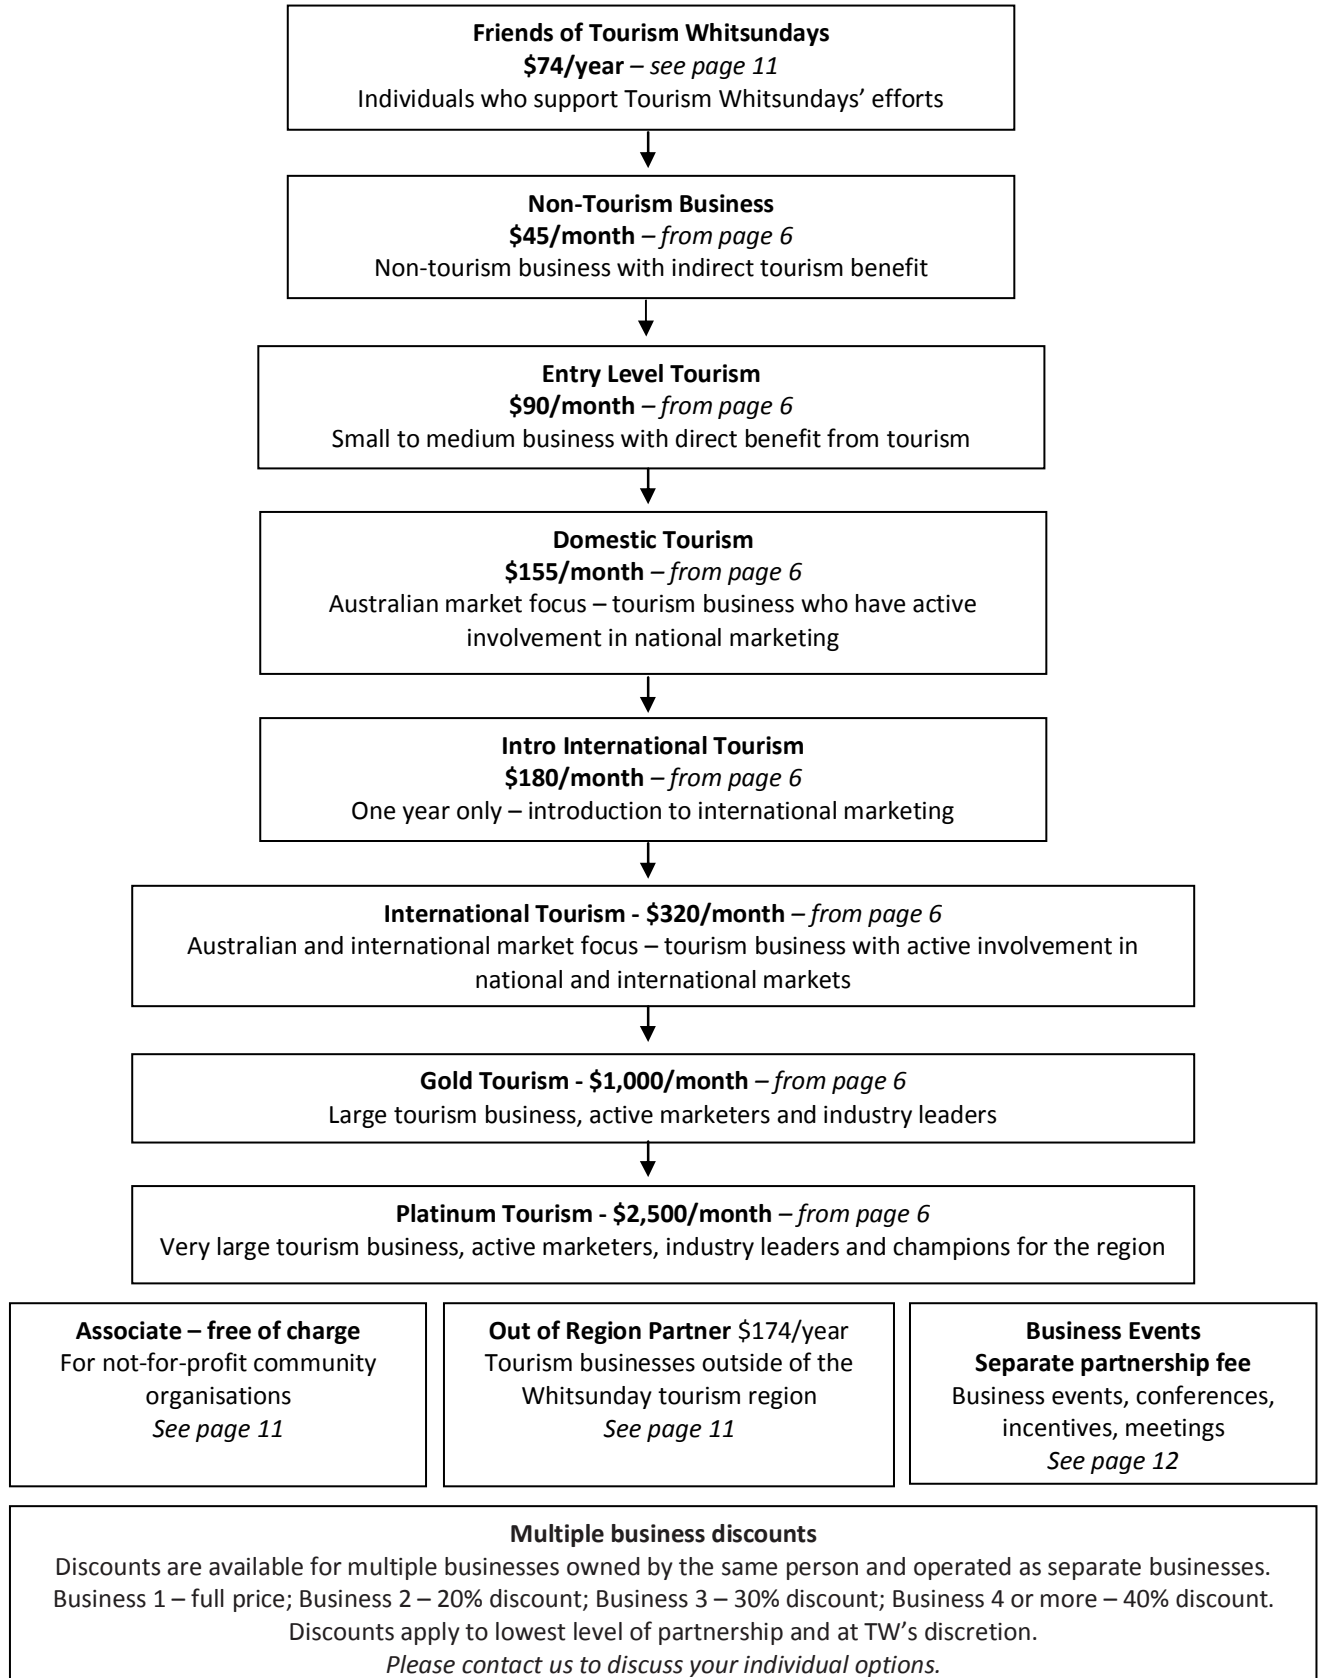 Friends of Tourism Whitsundays
$74/year – see page 11
Individuals who support Tourism Whitsundays’ efforts
Non-Tourism Business
$45/month – from page 6
Non-tourism business with indirect tourism benefit
Entry Level Tourism
$90/month – from page 6
Small to medium business with direct benefit from tourism
Domestic Tourism
$155/month – from page 6
Australian market focus – tourism business who have active
involvement in national marketing
Intro International Tourism
$180/month – from page 6
One year only – introduction to international marketing
International Tourism - $320/month – from page 6
Australian and international market focus – tourism business with active involvement in
national and international markets
Gold Tourism - $1,000/month – from page 6
Large tourism business, active marketers and industry leaders
Platinum Tourism - $2,500/month – from page 6
Very large tourism business, active marketers, industry leaders and champions for the region
Associate – free of charge
For not-for-profit community
organisations
See page 11
Out of Region Partner $174/year
Tourism businesses outside of the
Whitsunday tourism region
See page 11
Business Events
Separate partnership fee
Business events, conferences,
incentives, meetings
See page 12
Multiple business discounts
Discounts are available for multiple businesses owned by the same person and operated as separate businesses.
Business 1 – full price; Business 2 – 20% discount; Business 3 – 30% discount; Business 4 or more – 40% discount.
Discounts apply to lowest level of partnership and at TW’s discretion.
Please contact us to discuss your individual options.